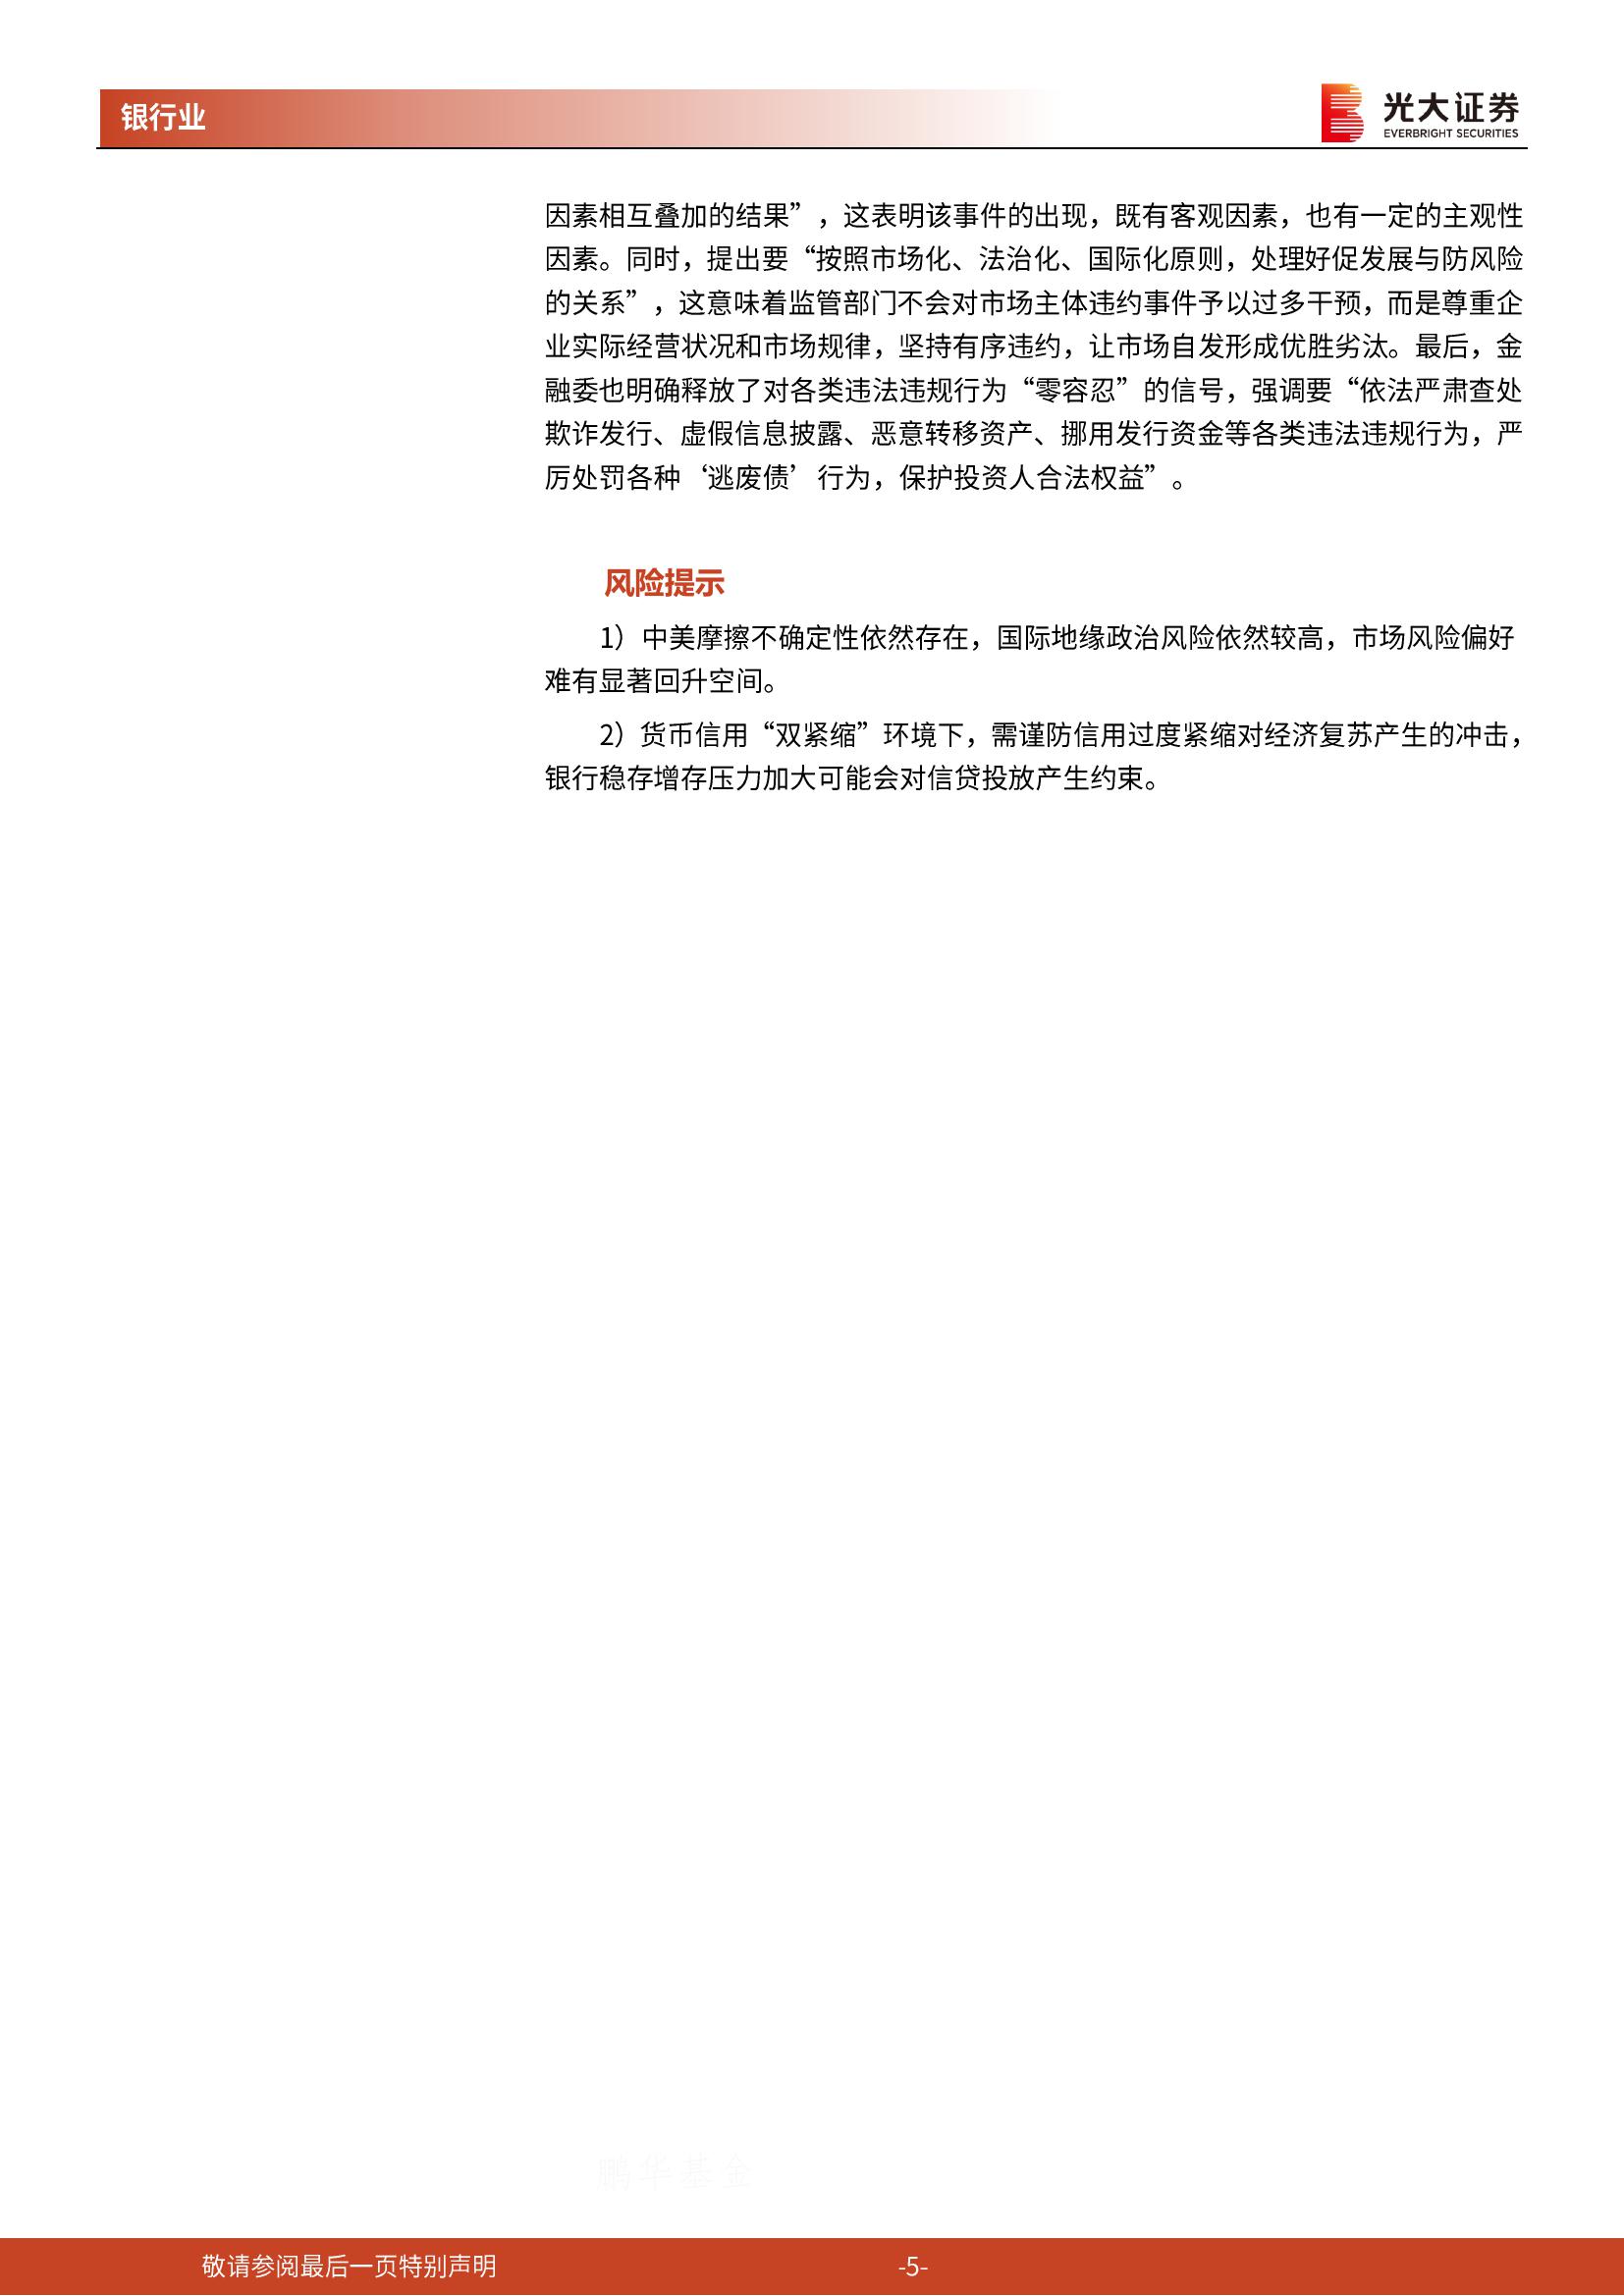 银行业
光大证券
EVERBRIGHT SECURITIES
因素相互叠加的结果”，这表明该事件的出现，既有客观因素，也有一定的主观性
因素。同时，提出要“按照市场化、法治化、国际化原则，处理好促发展与防风险
的关系”，这意味着监管部门不会对市场主体违约事件予以过多干预，而是尊重企
业实际经营状况和市场规律，坚持有序违约，让市场自发形成优胜劣汰。最后，金
融委也明确释放了对各类违法违规行为“零容忍”的信号，强调要“依法严肃查处
欺诈发行、虚假信息披露、恶意转移资产、挪用发行资金等各类违法违规行为，严
厉处罚各种‘逃废债’行为，保护投资人合法权益”。
风险提示
1）中美摩擦不确定性依然存在，国际地缘政治风险依然较高，市场风险偏好
难有显著回升空间。
2）货币信用“双紧缩”环境下，需谨防信用过度紧缩对经济复苏产生的冲击，
银行稳存增存压力加大可能会对信贷投放产生约束。
鹏华基金
敬请参阅最后一页特别声明
-5-